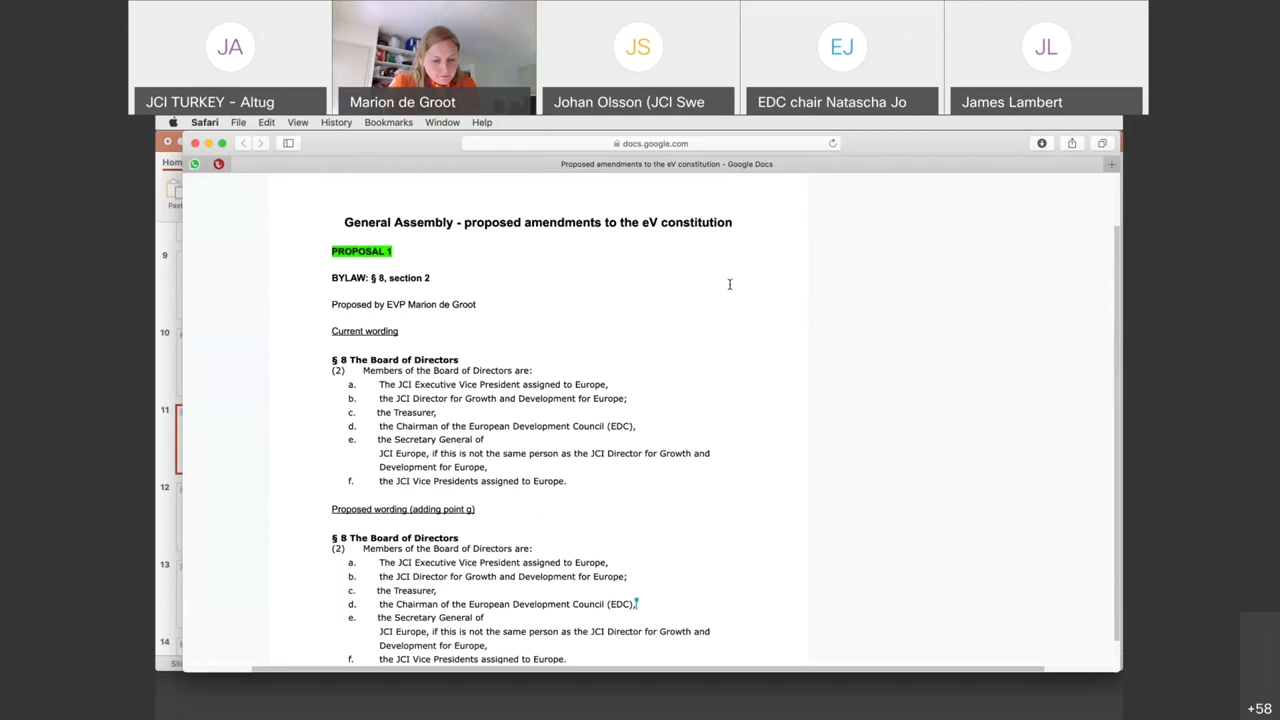 JA
JS
EJ
JL
JCI TURKEY - Altug
Marion de Groot
Johan Olsson (JCI Swe
EDC chair Natascha Jo
James Lambert
Safari File Edit View History Bookmarks Window Help
docs.google.com
Hom
Proposed amendments to the eV constitution - Google Docs
Past
General Assembly - proposed amendments to the eV constitution
PROPOSAL 1
9
BYLAW: § 8, section 2
Proposed by EVP Marion de Groot
10
Current wording
§ 8 The Board of Directors
(2) Members of the Board of Directors are:
a. The JCI Executive Vice President assigned to Europe,
b. the JCI Director for Growth and Development for Europe;
11
c. the Treasurer,
d. the Chairman of the European Development Council (EDC),
e. the Secretary General of
JCI Europe, if this is not the same person as the JCI Director for Growth and
Development for Europe,
f. the JCI Vice Presidents assigned to Europe.
12
Proposed wording (adding point g)
§ 8 The Board of Directors
(2) Members of the Board of Directors are:
a. The JCI Executive Vice President assigned to Europe,
13
b. the JCI Director for Growth and Development for Europe;
c. the Treasurer,
d. the Chairman of the European Development Council (EDC),
e. the Secretary General of
JCI Europe, if this is not the same person as the JCI Director for Growth and
14
Development for Europe,
f. the JCI Vice Presidents assigned to Europe.
Slid
+58